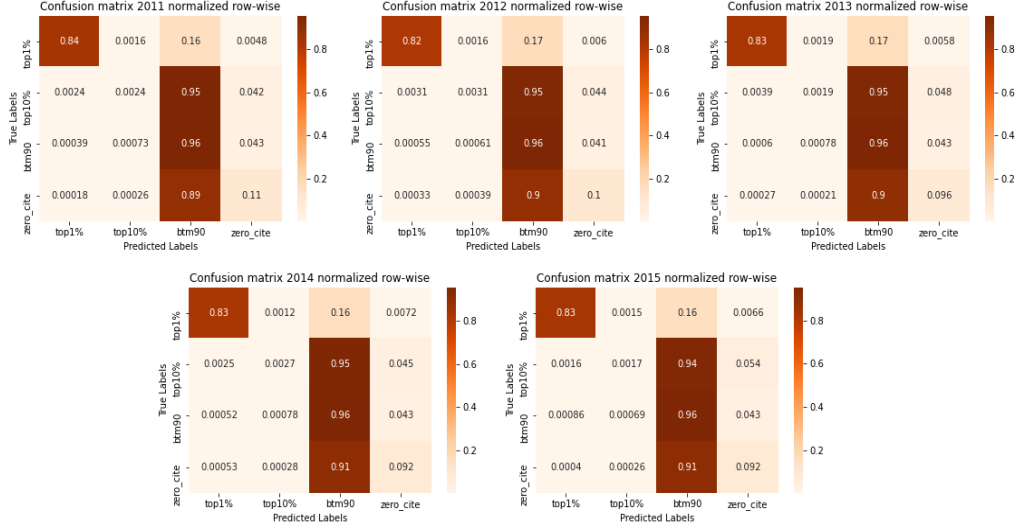 Confusion matrix 2011 normalized row-wise
True Labels
top1% 0.84 0.0016 0.16 0.0048
top10% 0.0024 0.0024 0.95 0.042
btm90 0.00039 0.00073 0.96 0.043
zero_cite 0.00018 0.00026 0.89 0.11
top1% top10% btm90 zero_cite
Predicted Labels
0.8
0.6
0.4
0.2
Confusion matrix 2012 normalized row-wise
True Labels
top1% 0.82 0.0016 0.17 0.006
top10% 0.0031 0.0031 0.95 0.044
btm90 0.00055 0.00061 0.96 0.041
zero_cite 0.00033 0.00039 0.9 0.1
top1% top10% btm90 zero_cite
Predicted Labels
0.8
0.6
0.4
0.2
Confusion matrix 2013 normalized row-wise
True Labels
top1% 0.83 0.0019 0.17 0.0058
top10% 0.0039 0.0019 0.95 0.048
btm90 0.0006 0.00078 0.96 0.043
zero_cite 0.00027 0.00021 0.9 0.096
top1% top10% btm90 zero_cite
Predicted Labels
0.8
0.6
0.4
0.2
Confusion matrix 2014 normalized row-wise
True Labels
top1% 0.83 0.0012 0.16 0.0072
top10% 0.0025 0.0027 0.95 0.045
btm90 0.00052 0.00078 0.96 0.043
zero_cite 0.00053 0.00028 0.91 0.092
top1% top10% btm90 zero_cite
Predicted Labels
0.8
0.6
0.4
0.2
Confusion matrix 2015 normalized row-wise
True Labels
top1% 0.83 0.0015 0.16 0.0066
top10% 0.0016 0.0017 0.94 0.054
btm90 0.00086 0.00069 0.96 0.043
zero_cite 0.0004 0.00026 0.91 0.092
top1% top10% btm90 zero_cite
Predicted Labels
0.8
0.6
0.4
0.2